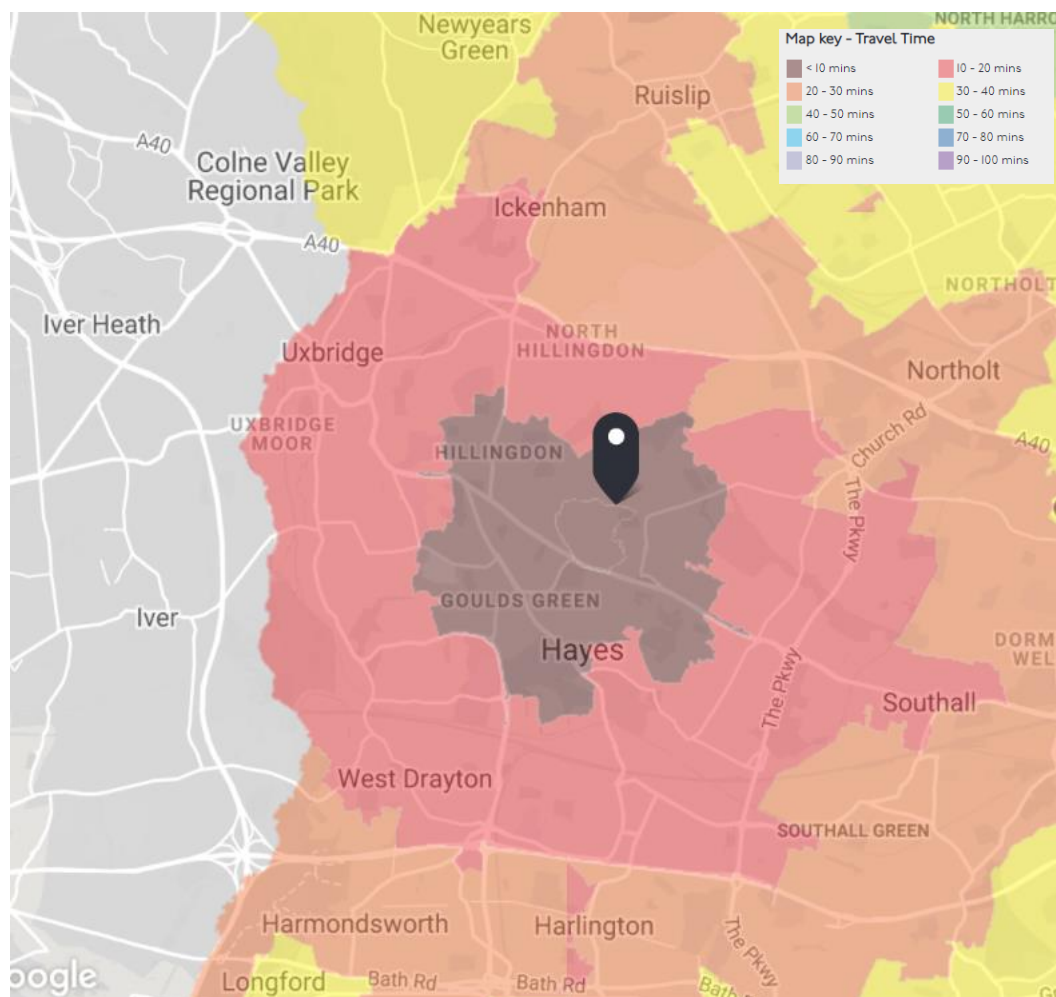 Newyears
Green
NORTH HARRO
Map key - Travel Time
< 10 mins
10 - 20 mins
20 - 30 mins
30 - 40 mins
40 - 50 mins
50 - 60 mins
60 - 70 mins
70 - 80 mins
80 - 90 mins
90 - 100 mins
Ruislip
A40
Colne Valley
Regional Park
Ickenham
A40
NORTHOLT
Iver Heath
Uxbridge
NORTH
HILLINGDON
Northolt
UXBRIDGE
MOOR
HILLINGDON
Church Rd
A40
The Pkwy
GOULDS GREEN
Iver
Hayes
DORM
WEL
The Pkwy
Southall
West Drayton
SOUTHALL GREEN
Harmondsworth
Harlington
The Pkwy
oogle
Longford
Bath Rd
Bath Rd
Bath